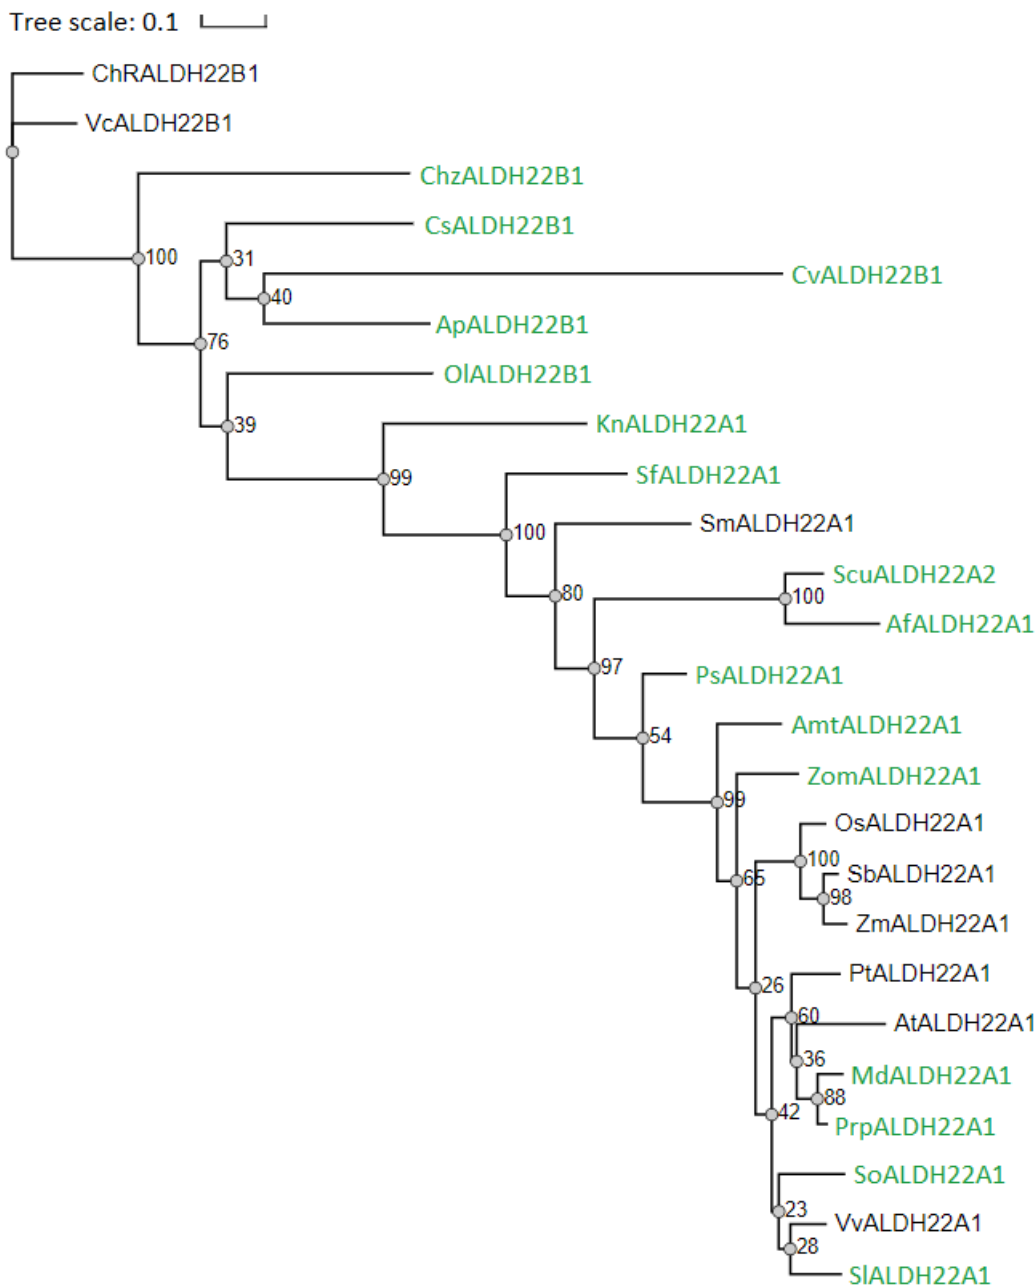 Tree scale: 0.1
ChRALDH22B1
VcALDH22B1
ChzALDH22B1
CsALDH22B1
100
31
CvALDH22B1
40
ApALDH22B1
76
OlALDH22B1
39
KnALDH22A1
99
SfALDH22A1
100
SmALDH22A1
ScuALDH22A2
80
100
AfALDH22A1
97
PsALDH22A1
54
AmtALDH22A1
99
ZomALDH22A1
OsALDH22A1
100
SbALDH22A1
65
98
ZmALDH22A1
PtALDH22A1
26
60
AtALDH22A1
36
MdALDH22A1
88
42
PrpALDH22A1
SoALDH22A1
23
VvALDH22A1
28
SlALDH22A1